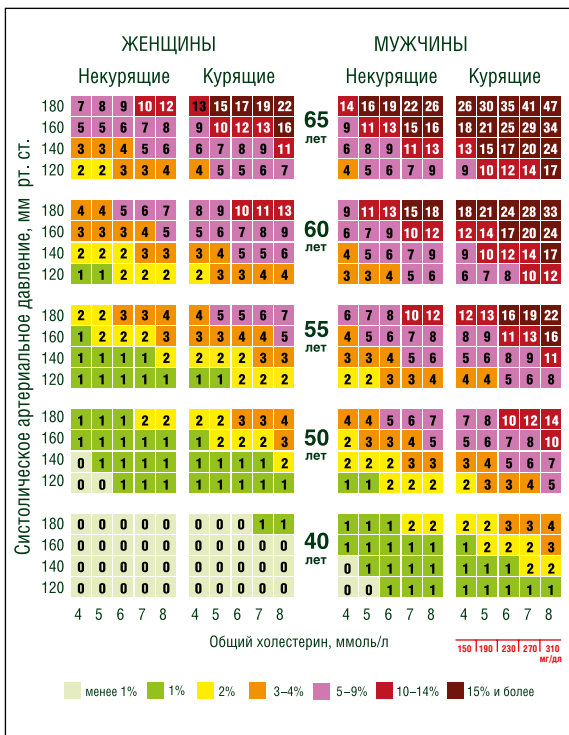 ЖЕНЩИНЫ МУЖЧИНЫ
Некурящие Курящие Некурящие Курящие
Систолическое артериальное давление, мм рт. ст.
180 7 8 9 10 12 13 15 17 19 22 14 16 19 22 26 26 30 35 41 47
65
160 5 5 6 7 8 9 10 12 13 16 9 11 13 15 16 18 21 25 29 34
лет
140 3 3 4 5 6 6 7 8 9 11 6 8 9 11 13 13 15 17 20 24
120 2 2 3 3 4 4 5 5 6 7 4 5 6 7 9 9 10 12 14 17
180 4 4 5 6 7 8 9 10 11 13 9 11 13 15 18 18 21 24 28 33
60
160 3 3 3 4 5 5 6 7 8 9 6 7 9 10 12 12 14 17 20 24
лет
140 2 2 2 3 3 3 4 5 5 6 4 5 6 7 9 8 10 12 14 17
120 1 1 2 2 2 2 3 3 4 4 3 3 4 5 6 6 7 8 10 12
180 2 2 3 3 4 4 5 5 6 7 6 7 8 10 12 12 13 16 19 22
55
160 1 2 2 2 3 3 3 4 4 5 4 5 6 7 8 8 9 11 13 16
лет
140 1 1 1 1 2 2 2 2 3 3 3 3 4 5 6 5 6 8 9 11
120 1 1 1 1 1 1 1 2 2 2 2 2 3 3 4 4 4 5 6 8
180 1 1 1 2 2 2 2 3 3 4 4 4 5 6 7 7 8 10 12 14
50
160 1 1 1 1 1 1 2 2 2 3 2 3 3 4 5 5 6 7 8 10
лет
140 0 1 1 1 1 1 1 1 1 2 2 2 2 3 3 3 4 5 6 7
120 0 0 1 1 1 1 1 1 1 1 1 1 2 2 2 2 3 3 4 5
180 0 0 0 0 0 0 0 0 1 1 1 1 1 2 2 2 2 3 3 4
40
160 0 0 0 0 0 0 0 0 0 0 1 1 1 1 1 1 2 2 2 3
лет
140 0 0 0 0 0 0 0 0 0 0 0 1 1 1 1 1 1 1 2 2
120 0 0 0 0 0 0 0 0 0 0 0 0 1 1 1 1 1 1 1 1
4 5 6 7 8 4 5 6 7 8 4 5 6 7 8 4 5 6 7 8
Общий холестерин, ммоль/л
150 190 230 270 310
мг/дл
менее 1% 1% 2% 3–4% 5–9% 10–14% 15% и более